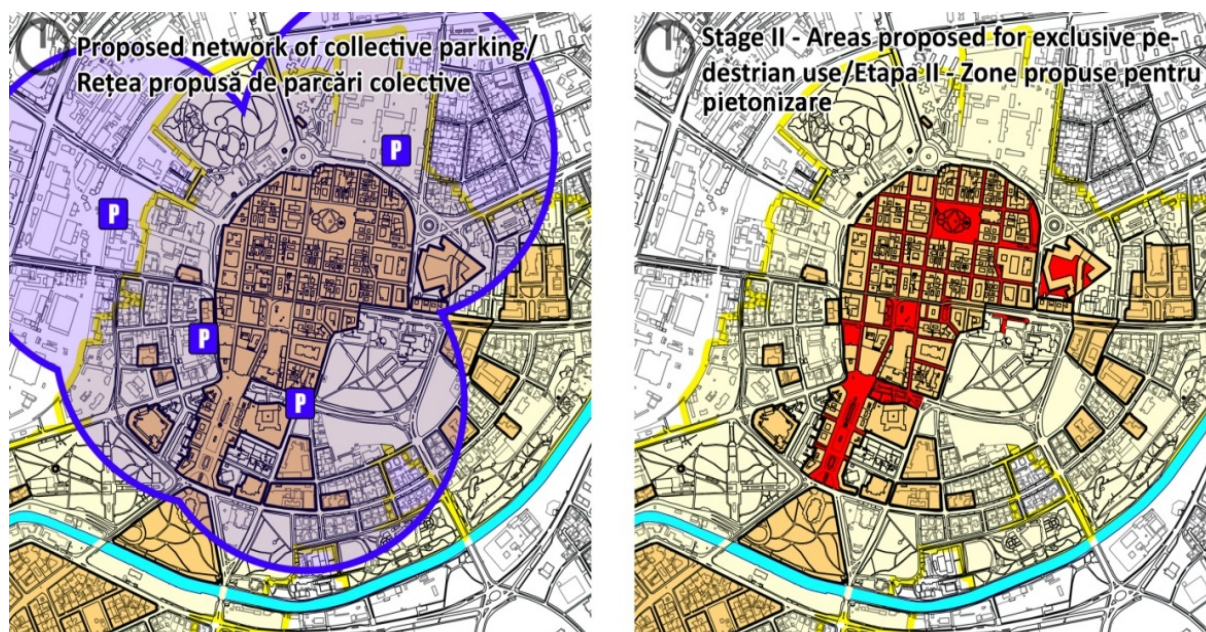 Proposed network of collective parking/
Rețea propusă de parcări colective
P
P
P
P
Stage II - Areas proposed for exclusive pe-
destrian use/Etapa II - Zone propuse pentru
pietonizare